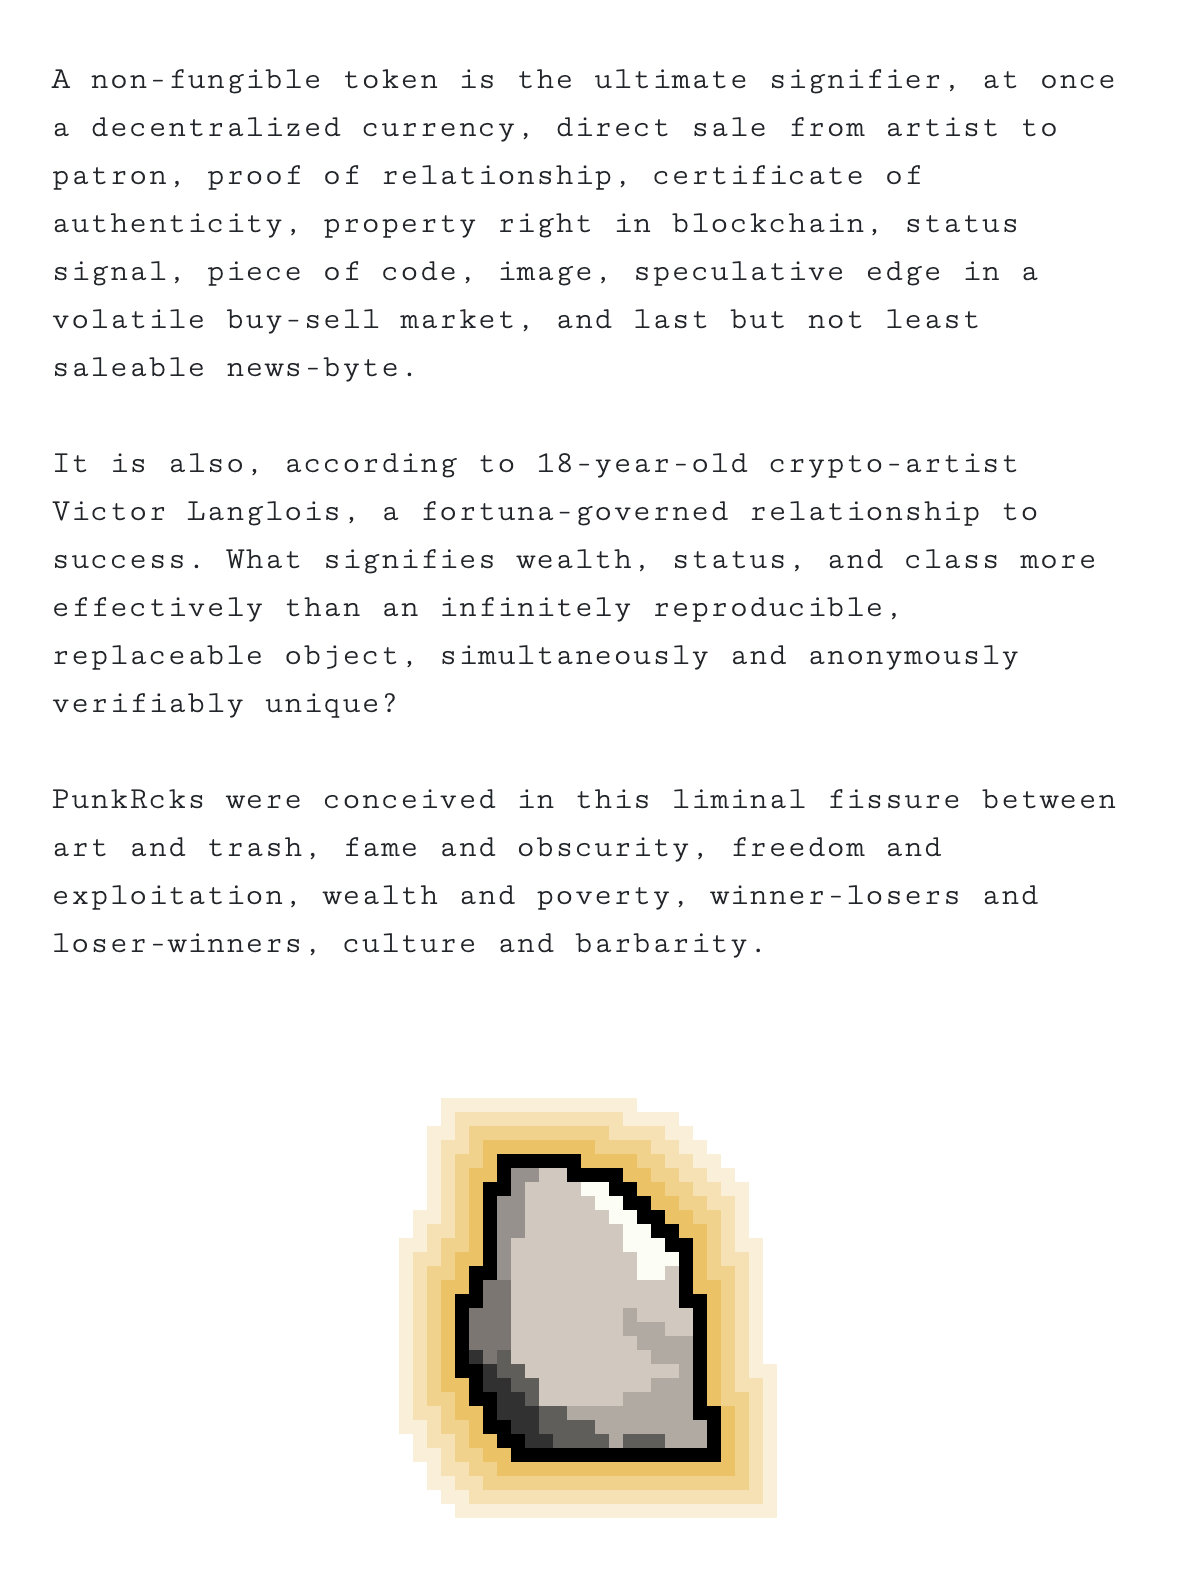 A non-fungible token is the ultimate signifier, at once
a decentralized currency, direct sale from artist to
patron, proof of relationship, certificate of
authenticity, property right in blockchain, status
signal, piece of code, image, speculative edge in a
volatile buy-sell market, and last but not least
saleable news-byte.
It is also, according to 18-year-old crypto-artist
Victor Langlois, a fortuna-governed relationship to
success. What signifies wealth, status, and class more
effectively than an infinitely reproducible,
replaceable object, simultaneously and anonymously
verifiably unique?
PunkRcks were conceived in this liminal fissure between
art and trash, fame and obscurity, freedom and
exploitation, wealth and poverty, winner-losers and
loser-winners, culture and barbarity.